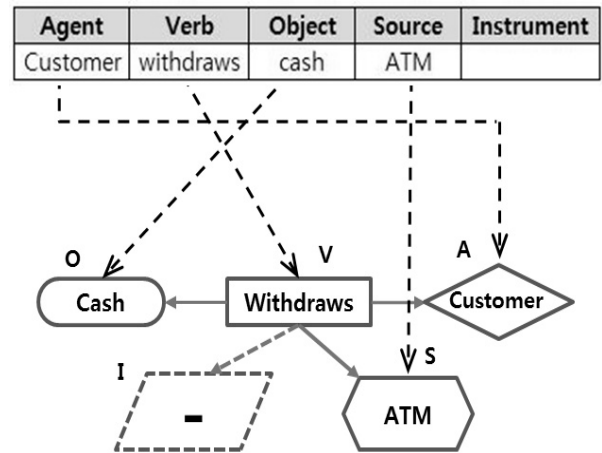 Agent Verb Object Source Instrument
Customer withdraws cash ATM
O V A
Cash Withdraws Customer
I S
- ATM